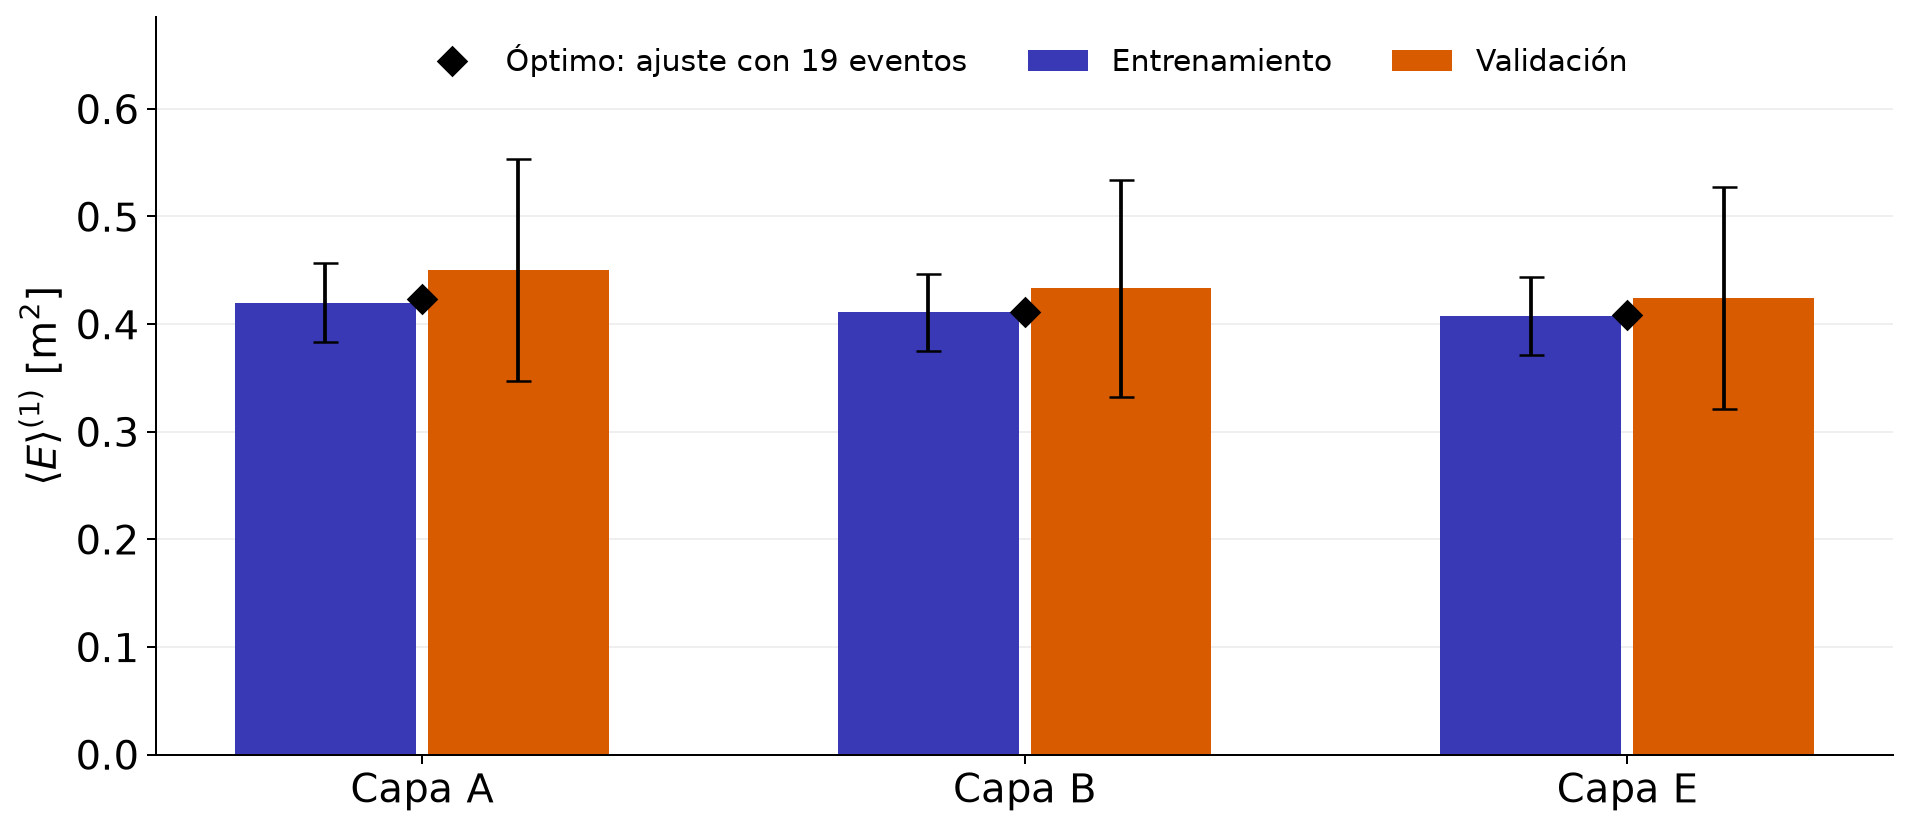 Óptimo: ajuste con 19 eventos Entrenamiento Validación
⟨E⟩⁽¹⁾ [m²]
0.6
0.5
0.4
0.3
0.2
0.1
0.0
Capa A Capa B Capa E